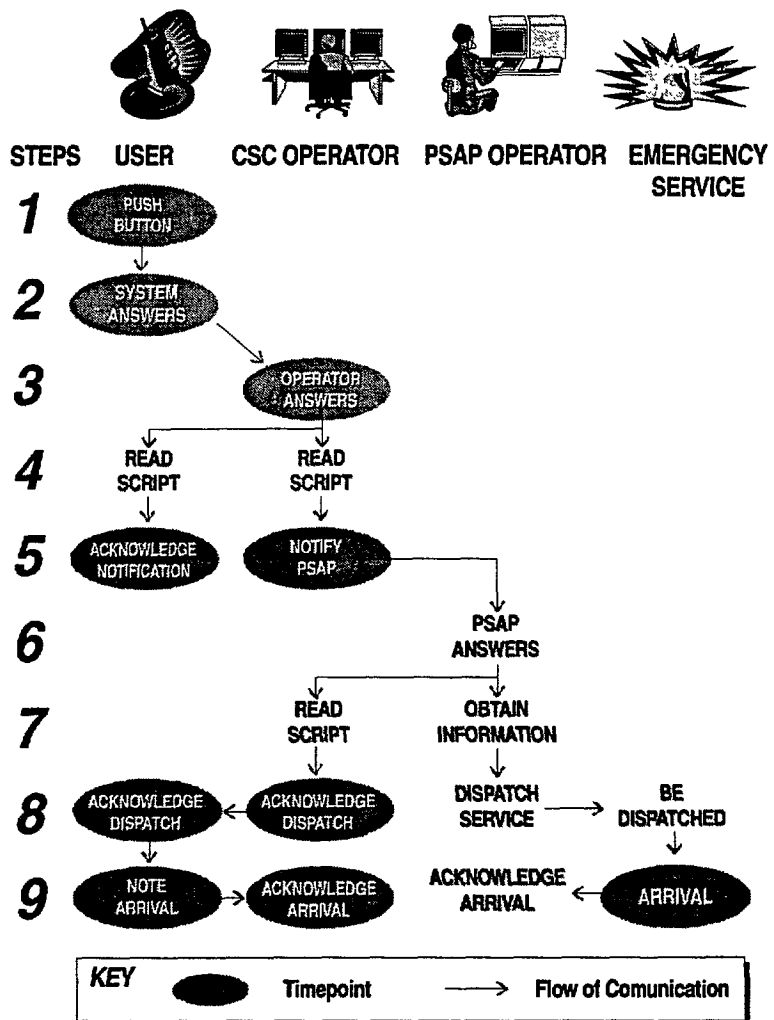 STEPS USER CSC OPERATOR PSAP OPERATOR EMERGENCY
SERVICE
1 PUSH
BUTTON
2 SYSTEM
ANSWERS
3 OPERATOR
ANSWERS
4 READ
SCRIPT
READ
SCRIPT
5 ACKNOWLEDGE
NOTIFICATION
NOTIFY
PSAP
6 PSAP
ANSWERS
7 READ
SCRIPT
OBTAIN
INFORMATION
8 ACKNOWLEDGE
DISPATCH
ACKNOWLEDGE
DISPATCH
DISPATCH
SERVICE
BE
DISPATCHED
9 NOTE
ARRIVAL
ACKNOWLEDGE
ARRIVAL
ACKNOWLEDGE
ARRIVAL
ARRIVAL
KEY Timepoint Flow of Comunication